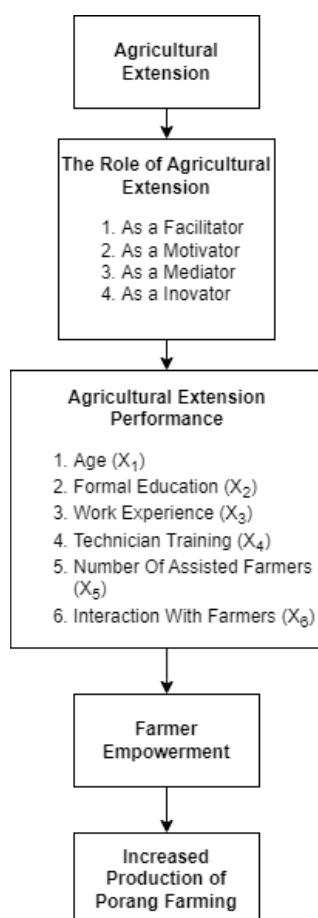 Agricultural
Extension
The Role of Agricultural
Extension
1. As a Facilitator
2. As a Motivator
3. As a Mediator
4. As a Inovator
Agricultural Extension
Performance
1. Age (X₁)
2. Formal Education (X₂)
3. Work Experience (X₃)
4. Technician Training (X₄)
5. Number Of Assisted Farmers
(X₅)
6. Interaction With Farmers (X₆)
Farmer
Empowerment
Increased
Production of
Porang Farming